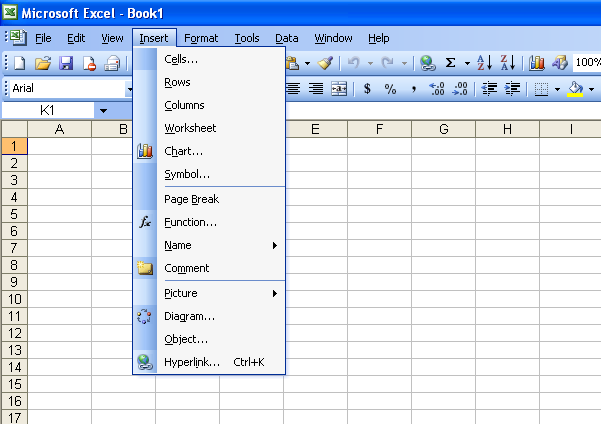 Microsoft Excel - Book1
File Edit View Insert Format Tools Data Window Help
Σ A Z Z A 100%
Arial $ % , .00 .00
K1
A B E F G H I
Cells...
Rows
Columns
Worksheet
Chart...
Symbol...
Page Break
Function...
Name
Comment
Picture
Diagram...
Object...
Hyperlink... Ctrl+K
1
2
3
4
5
6
7
8
9
10
11
12
13
14
15
16
17